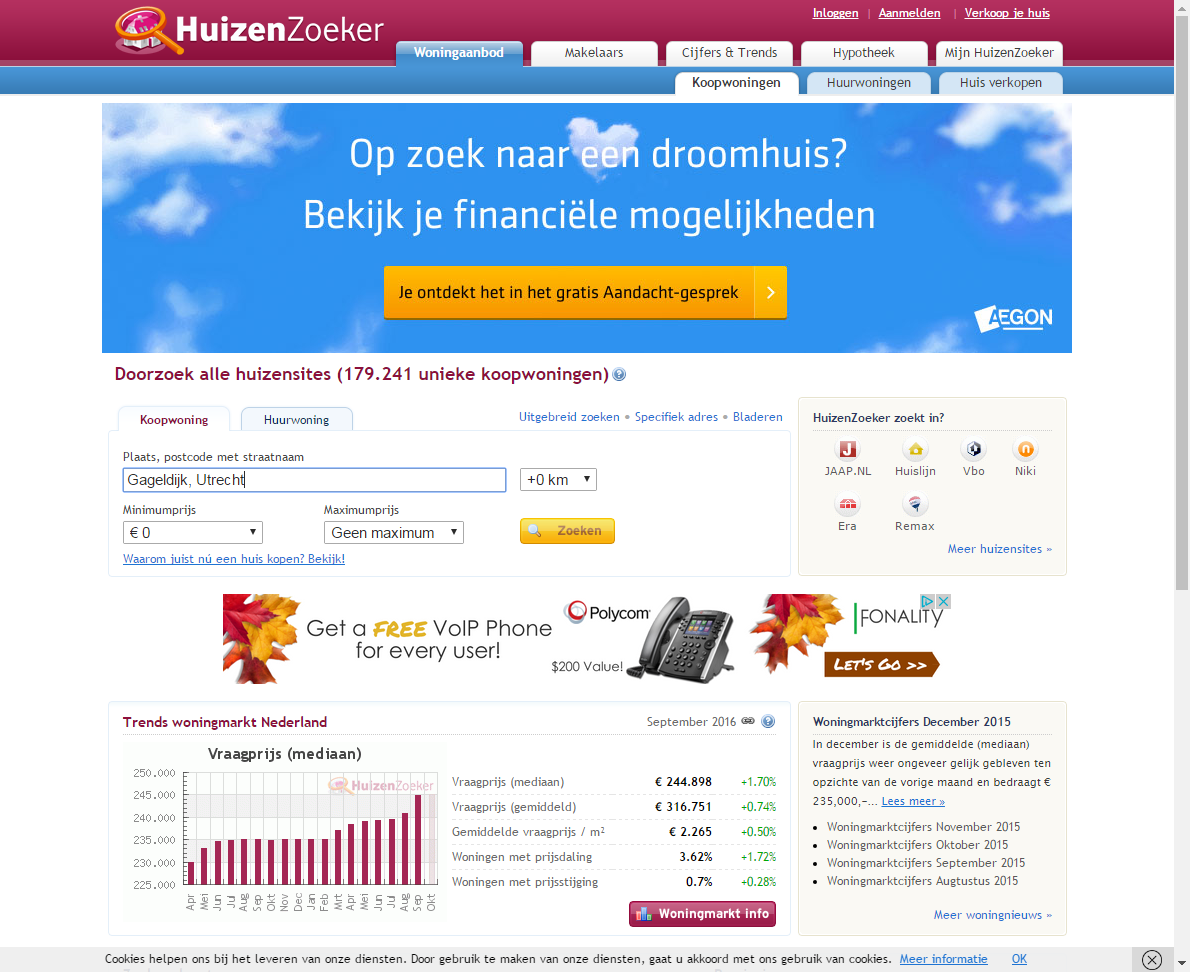 HuizenZoeker
Inloggen | Aanmelden | Verkoop je huis
Woningaanbod Makelaars Cijfers & Trends Hypotheek Mijn HuizenZoeker
Koopwoningen Huurwoningen Huis verkopen
Op zoek naar een droomhuis?
Bekijk je financiële mogelijkheden
Je ontdekt het in het gratis Aandacht-gesprek
AEGON
Doorzoek alle huizensites (179.241 unieke koopwoningen)
Koopwoning Huurwoning Uitgebreid zoeken • Specifiek adres • Bladeren
Plaats, postcode met straatnaam
Gageldijk, Utrecht +0 km
Minimumprijs Maximumprijs
€ 0 Geen maximum Zoeken
Waarom juist nú een huis kopen? Bekijk!
HuizenZoeker zoekt in?
JAAP.NL Huislijn Vbo Niki
Era Remax
Meer huizensites »
Get a FREE VoIP Phone
for every user!
Polycom
$200 Value!
FONALITY
LET'S GO >>
Trends woningmarkt Nederland September 2016
Vraagprijs (mediaan)
HuizenZoeker
250.000
245.000
240.000
235.000
230.000
225.000
Apr Mei Jun Jul Aug Sep Okt Nov Dec Jan Feb Mrt Apr Mei Jun Jul Aug Sep Okt
Vraagprijs (mediaan) € 244.898 +1.70%
Vraagprijs (gemiddeld) € 316.751 +0.74%
Gemiddelde vraagprijs / m² € 2.265 +0.50%
Woningen met prijsdaling 3.62% +1.72%
Woningen met prijsstijging 0.7% +0.28%
Woningmarkt info
Woningmarktcijfers December 2015
In december is de gemiddelde (mediaan)
vraagprijs weer ongeveer gelijk gebleven ten
opzichte van de vorige maand en bedraagt €
235,000,-... Lees meer »
• Woningmarktcijfers November 2015
• Woningmarktcijfers Oktober 2015
• Woningmarktcijfers September 2015
• Woningmarktcijfers Augtustus 2015
Meer woningnieuws »
Cookies helpen ons bij het leveren van onze diensten. Door gebruik te maken van onze diensten, gaat u akkoord met ons gebruik van cookies. Meer informatie OK